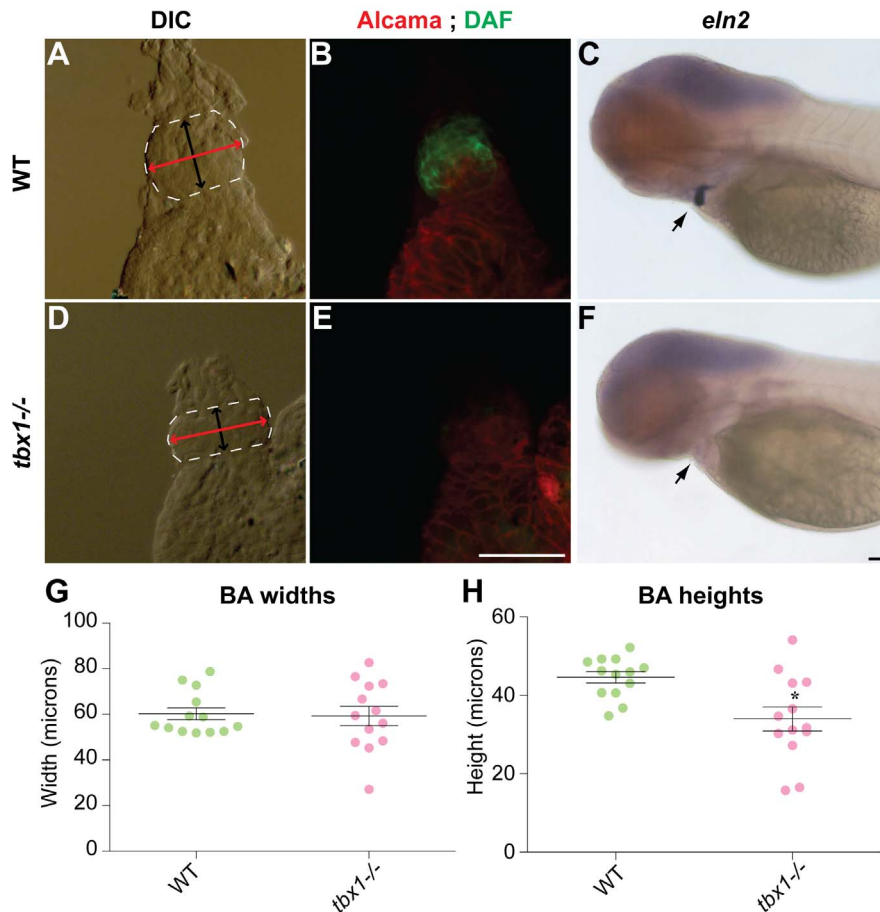 DIC
Alcama ; DAF
eln2
WT
A
B
C
tbx1-/-
D
E
F
G
BA widths
Width (microns)
100
80
60
40
20
0
WT
tbx1-/-
H
BA heights
Height (microns)
60
40
20
0
*
WT
tbx1-/-